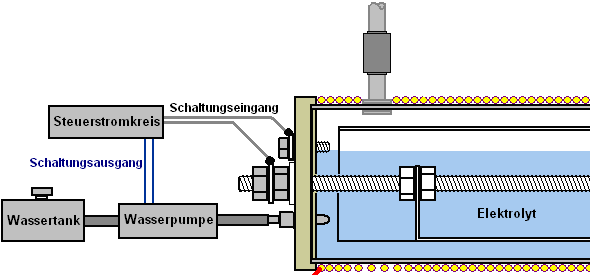 Schaltungseingang
Steuerstromkreis
Schaltungsausgang
Wassertank
Wasserpumpe
Elektrolyt